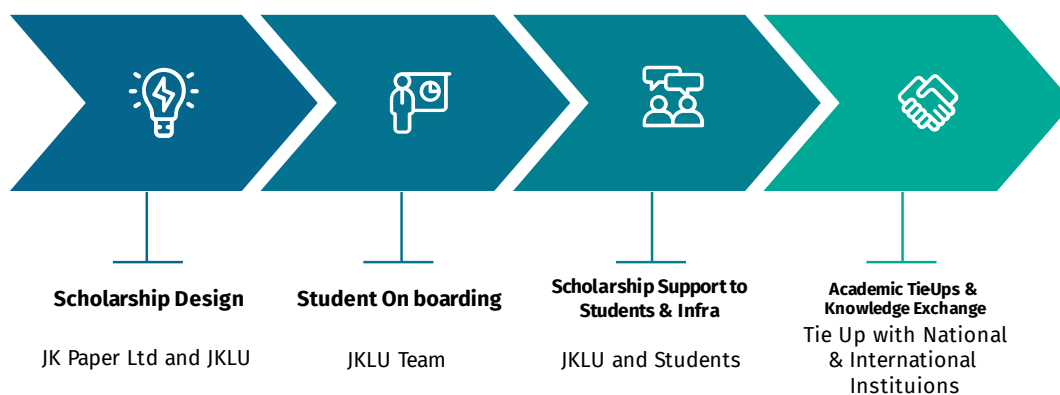 Scholarship Design
JK Paper Ltd and JKLU
Student On boarding
JKLU Team
Scholarship Support to
Students & Infra
JKLU and Students
Academic TieUps &
Knowledge Exchange
Tie Up with National
& International
Instituions